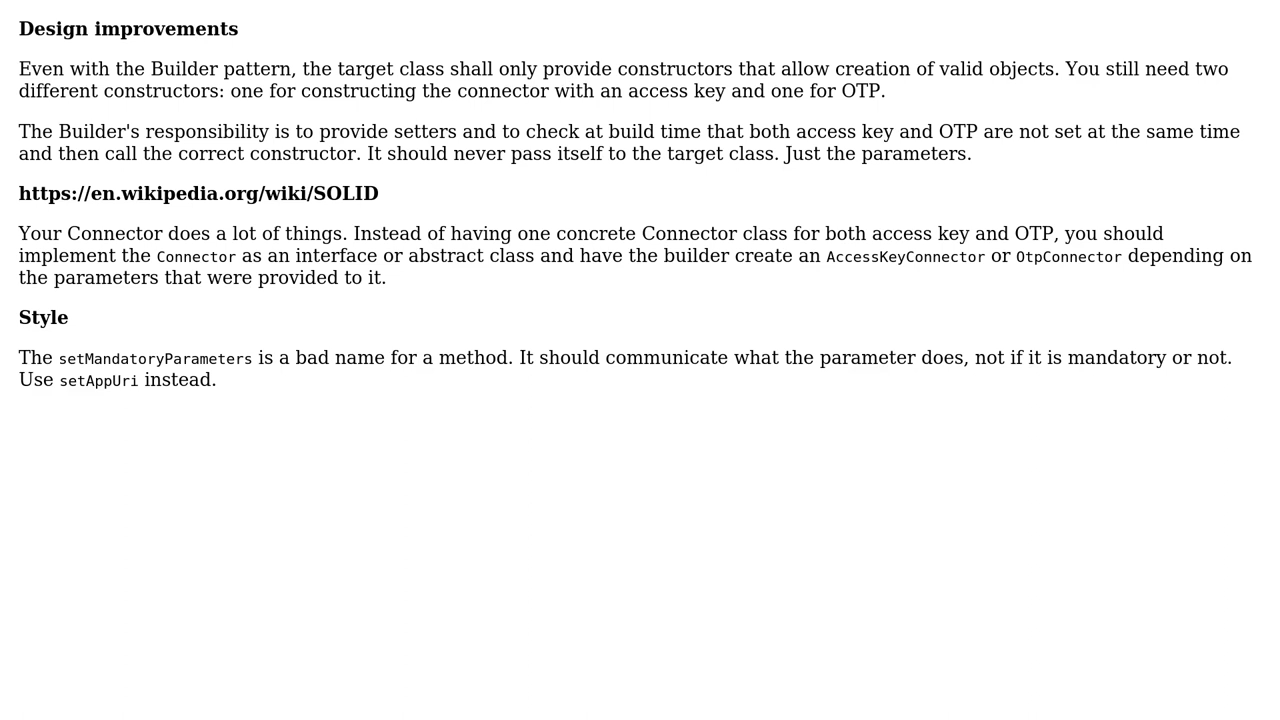 Design improvements
Even with the Builder pattern, the target class shall only provide constructors that allow creation of valid objects. You still need two
different constructors: one for constructing the connector with an access key and one for OTP.
The Builder's responsibility is to provide setters and to check at build time that both access key and OTP are not set at the same time
and then call the correct constructor. It should never pass itself to the target class. Just the parameters.
https://en.wikipedia.org/wiki/SOLID
Your Connector does a lot of things. Instead of having one concrete Connector class for both access key and OTP, you should
implement the Connector as an interface or abstract class and have the builder create an AccessKeyConnector or OtpConnector depending on
the parameters that were provided to it.
Style
The setMandatoryParameters is a bad name for a method. It should communicate what the parameter does, not if it is mandatory or not.
Use setAppUri instead.